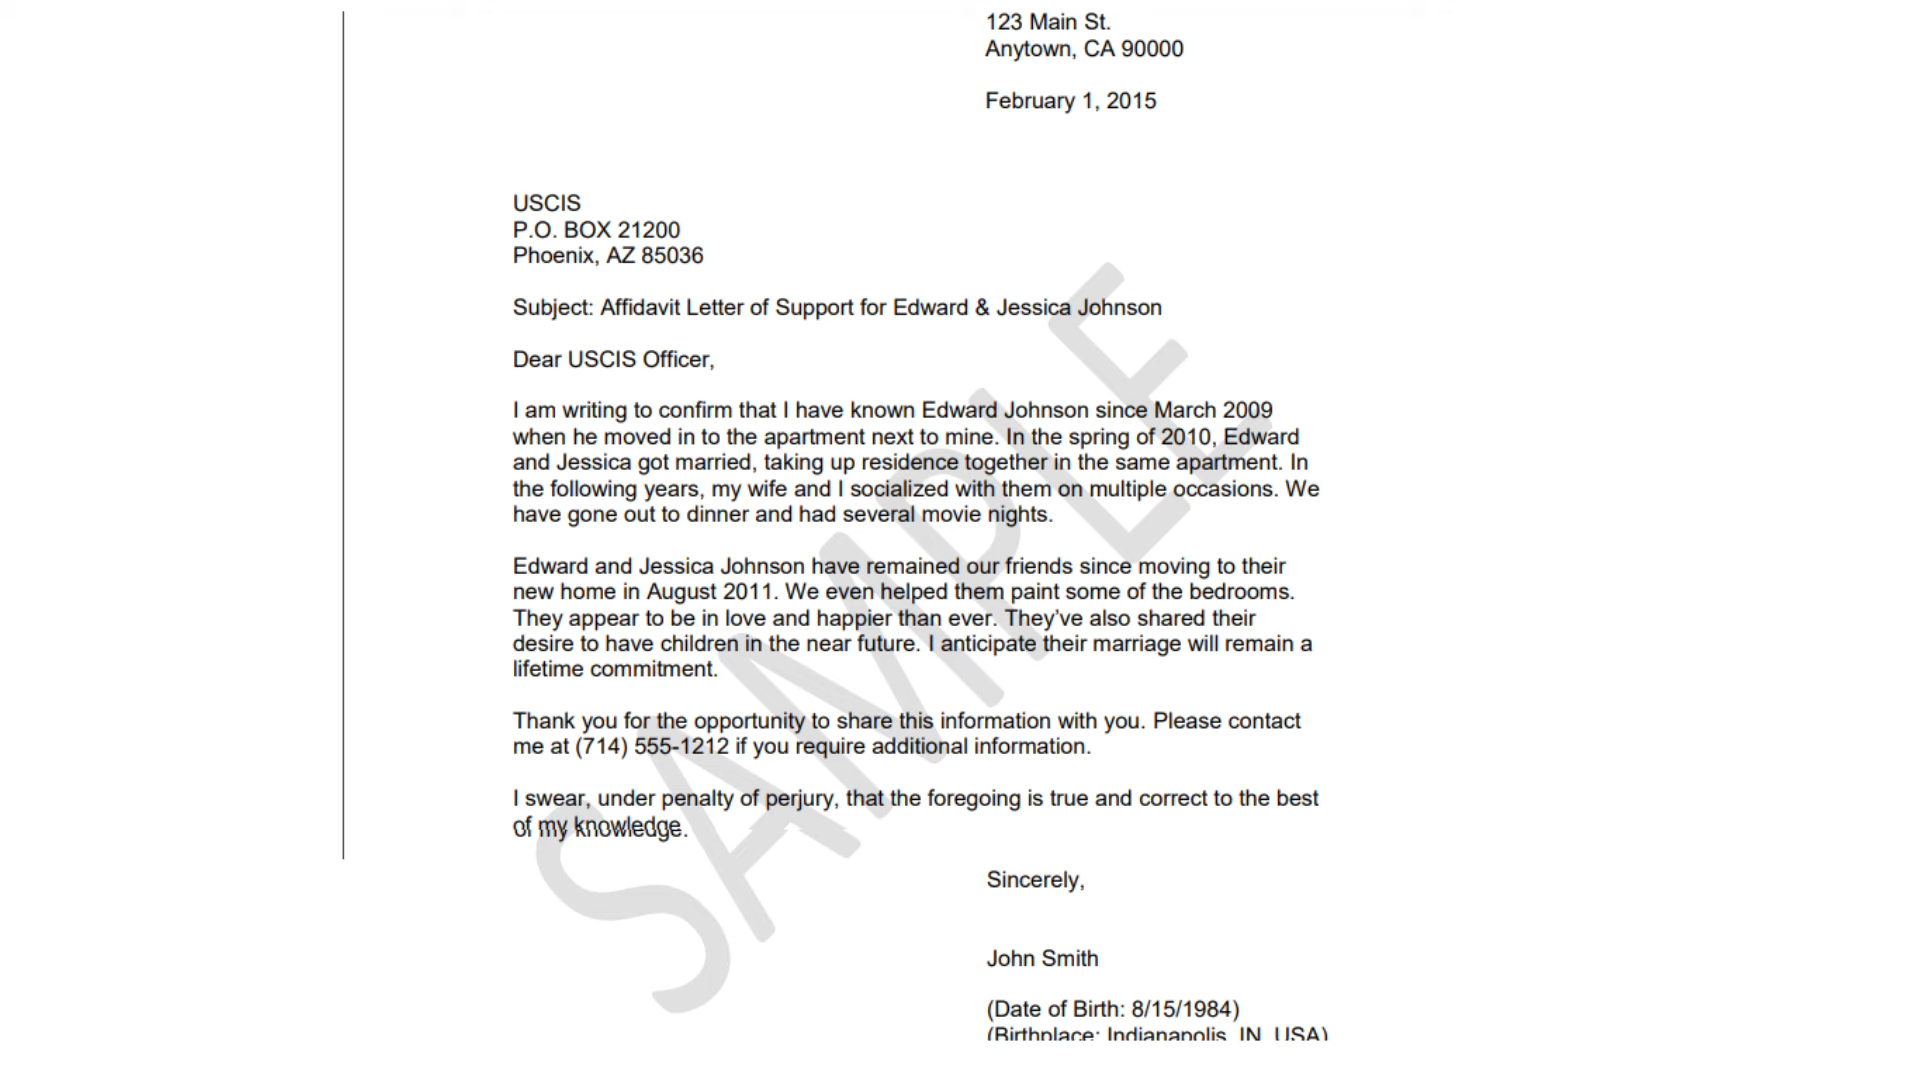 123 Main St.
Anytown, CA 90000
February 1, 2015
USCIS
P.O. BOX 21200
Phoenix, AZ 85036
Subject: Affidavit Letter of Support for Edward & Jessica Johnson
Dear USCIS Officer,
I am writing to confirm that I have known Edward Johnson since March 2009
when he moved in to the apartment next to mine. In the spring of 2010, Edward
and Jessica got married, taking up residence together in the same apartment. In
the following years, my wife and I socialized with them on multiple occasions. We
have gone out to dinner and had several movie nights.
Edward and Jessica Johnson have remained our friends since moving to their
new home in August 2011. We even helped them paint some of the bedrooms.
They appear to be in love and happier than ever. They’ve also shared their
desire to have children in the near future. I anticipate their marriage will remain a
lifetime commitment.
Thank you for the opportunity to share this information with you. Please contact
me at (714) 555-1212 if you require additional information.
I swear, under penalty of perjury, that the foregoing is true and correct to the best
of my knowledge.
Sincerely,
John Smith
(Date of Birth: 8/15/1984)
(Birthplace: Indianapolis, IN, USA)
SAMPLE